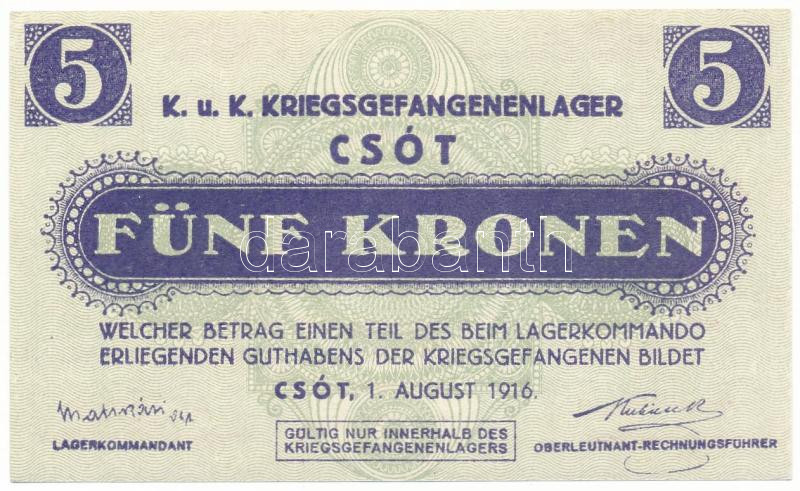 5 5
K. u. K. KRIEGSGEFANGENENLAGER
CSÓT
FÜNF KRONEN
darabanth
WELCHER BETRAG EINEN TEIL DES BEIM LAGERKOMMANDO
ERLIEGENDEN GUTHABENS DER KRIEGSGEFANGENEN BILDET
CSÓT, 1. AUGUST 1916.
LAGERKOMMANDANT
GÜLTIG NUR INNERHALB DES
KRIEGSGEFANGENENLAGERS
OBERLEUTNANT-RECHNUNGSFÜHRER